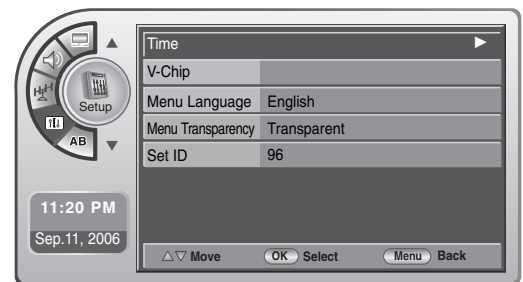 Time
V-Chip
Menu Language English
Menu Transparency Transparent
Set ID 96
Setup
AB
11:20 PM
Sep.11, 2006
△▽ Move OK Select Menu Back